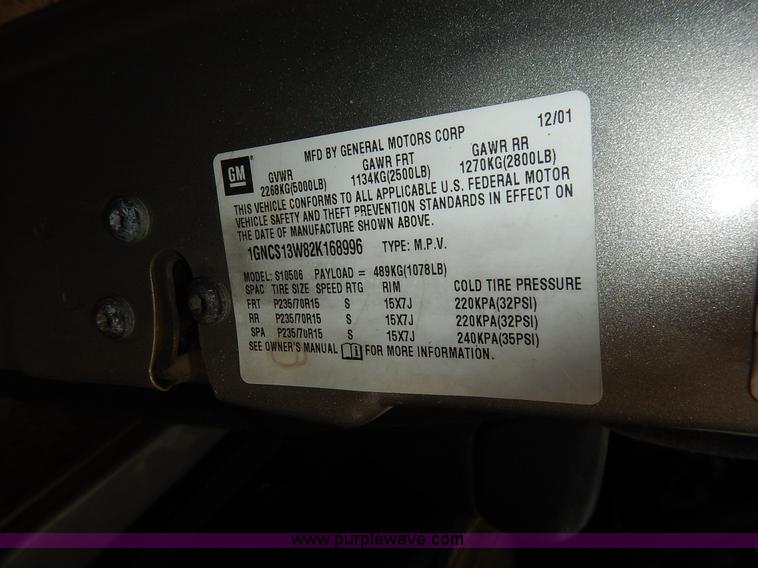 12/01
GM
MFD BY GENERAL MOTORS CORP
GVWR GAWR FRT GAWR RR
2268KG(5000LB) 1134KG(2500LB) 1270KG(2800LB)
THIS VEHICLE CONFORMS TO ALL APPLICABLE U.S. FEDERAL MOTOR
VEHICLE SAFETY AND THEFT PREVENTION STANDARDS IN EFFECT ON
THE DATE OF MANUFACTURE SHOWN ABOVE.
1GNCS13W82K168996 TYPE: M.P.V.
MODEL: S10506 PAYLOAD = 489KG(1078LB)
SPAC TIRE SIZE SPEED RTG RIM COLD TIRE PRESSURE
FRT P235/70R15 S 15X7J 220KPA(32PSI)
RR P235/70R15 S 15X7J 220KPA(32PSI)
SPA P235/70R15 S 15X7J 240KPA(35PSI)
SEE OWNER'S MANUAL FOR MORE INFORMATION.
www.purplewave.com